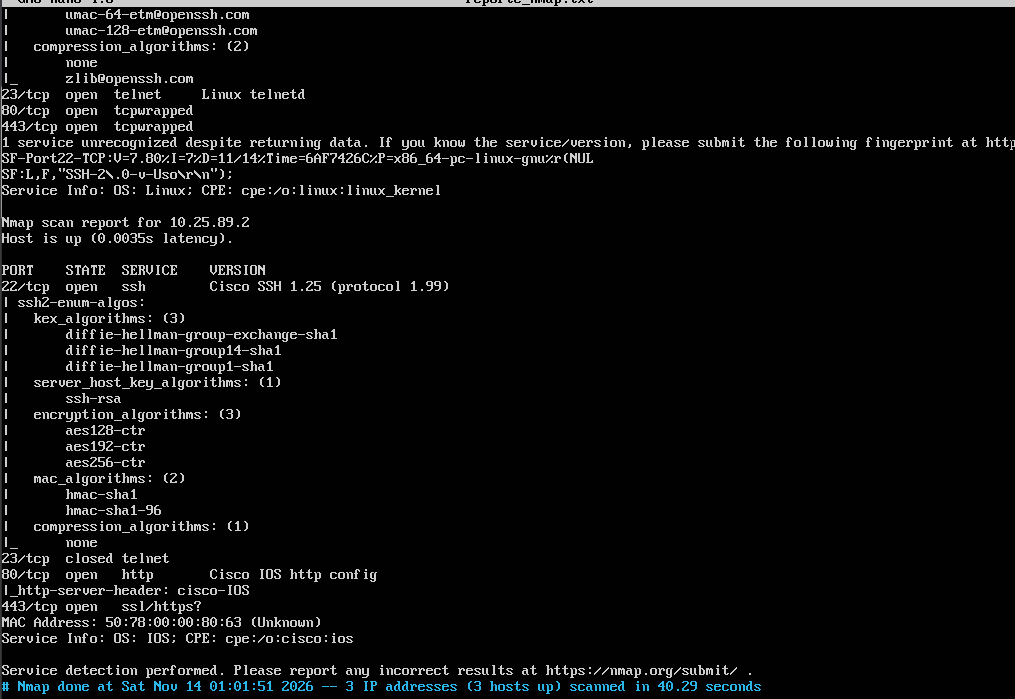 GNU nano 4.8 reporte_nmap.txt
|       umac-64-etm@openssh.com
|       umac-128-etm@openssh.com
|   compression_algorithms: (2)
|       none
|_      zlib@openssh.com
23/tcp  open  telnet     Linux telnetd
80/tcp  open  tcpwrapped
443/tcp open  tcpwrapped
1 service unrecognized despite returning data. If you know the service/version, please submit the following fingerprint at http
SF-Port22-TCP:V=7.80%I=7%D=11/14%Time=6AF7426C%P=x86_64-pc-linux-gnu%r(NUL
SF:L,F,"SSH-2\.0-v-Uso\r\n");
Service Info: OS: Linux; CPE: cpe:/o:linux:linux_kernel
Nmap scan report for 10.25.89.2
Host is up (0.0035s latency).
PORT    STATE  SERVICE    VERSION
22/tcp  open   ssh        Cisco SSH 1.25 (protocol 1.99)
| ssh2-enum-algos:
|   kex_algorithms: (3)
|       diffie-hellman-group-exchange-sha1
|       diffie-hellman-group14-sha1
|       diffie-hellman-group1-sha1
|   server_host_key_algorithms: (1)
|       ssh-rsa
|   encryption_algorithms: (3)
|       aes128-ctr
|       aes192-ctr
|       aes256-ctr
|   mac_algorithms: (2)
|       hmac-sha1
|       hmac-sha1-96
|   compression_algorithms: (1)
|_      none
23/tcp  closed telnet
80/tcp  open   http       Cisco IOS http config
|_http-server-header: cisco-IOS
443/tcp open   ssl/https?
MAC Address: 50:78:00:00:80:63 (Unknown)
Service Info: OS: IOS; CPE: cpe:/o:cisco:ios
Service detection performed. Please report any incorrect results at https://nmap.org/submit/ .
# Nmap done at Sat Nov 14 01:01:51 2026 -- 3 IP addresses (3 hosts up) scanned in 40.29 seconds